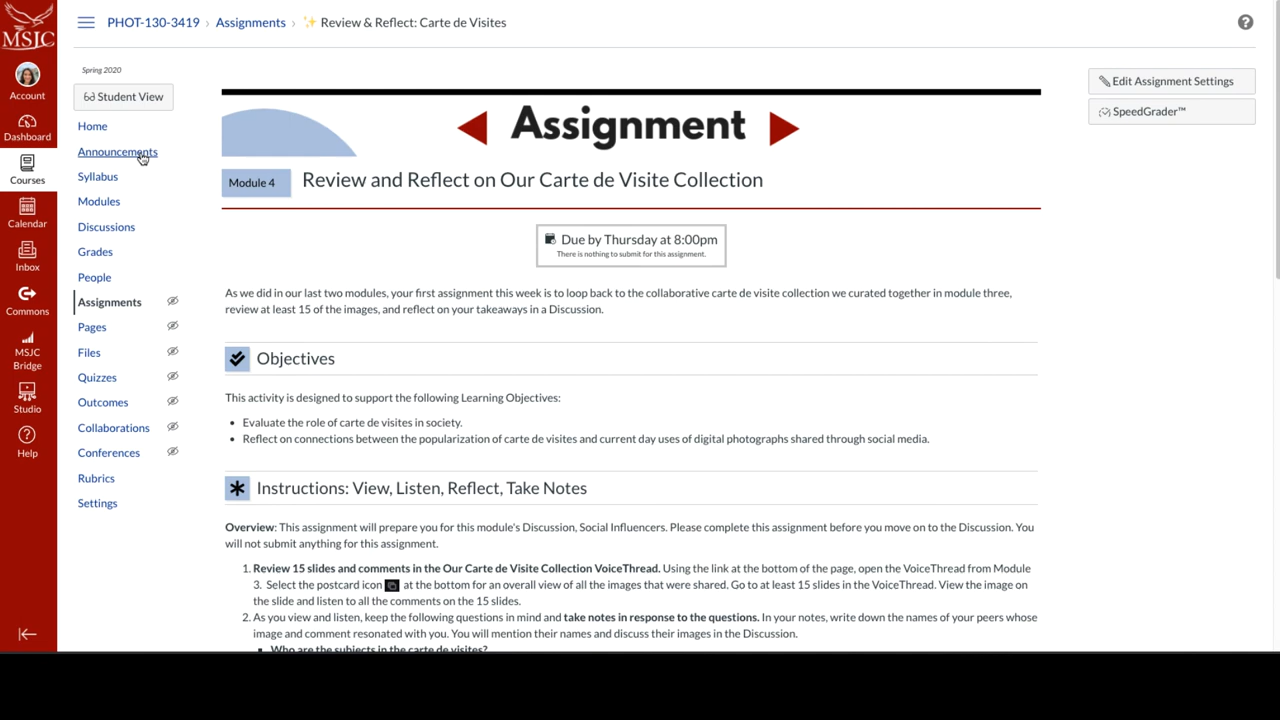 MSJC
PHOT-130-3419 › Assignments › ✨ Review & Reflect: Carte de Visites
Account
Dashboard
Courses
Calendar
Inbox
Commons
MSJC
Bridge
Studio
Help
Spring 2020
Student View
Home
Announcements
Syllabus
Modules
Discussions
Grades
People
Assignments
Pages
Files
Quizzes
Outcomes
Collaborations
Conferences
Rubrics
Settings
Assignment
Module 4
Review and Reflect on Our Carte de Visite Collection
Due by Thursday at 8:00pm
There is nothing to submit for this assignment.
As we did in our last two modules, your first assignment this week is to loop back to the collaborative carte de visite collection we curated together in module three,
review at least 15 of the images, and reflect on your takeaways in a Discussion.
Objectives
This activity is designed to support the following Learning Objectives:
• Evaluate the role of carte de visites in society.
• Reflect on connections between the popularization of carte de visites and current day uses of digital photographs shared through social media.
Instructions: View, Listen, Reflect, Take Notes
Overview: This assignment will prepare you for this module's Discussion, Social Influencers. Please complete this assignment before you move on to the Discussion. You
will not submit anything for this assignment.
1. Review 15 slides and comments in the Our Carte de Visite Collection VoiceThread. Using the link at the bottom of the page, open the VoiceThread from Module
3. Select the postcard icon at the bottom for an overall view of all the images that were shared. Go to at least 15 slides in the VoiceThread. View the image on
the slide and listen to all the comments on the 15 slides.
2. As you view and listen, keep the following questions in mind and take notes in response to the questions. In your notes, write down the names of your peers whose
image and comment resonated with you. You will mention their names and discuss their images in the Discussion.
▪ Who are the subjects in the carte de visites?
Edit Assignment Settings
SpeedGrader™